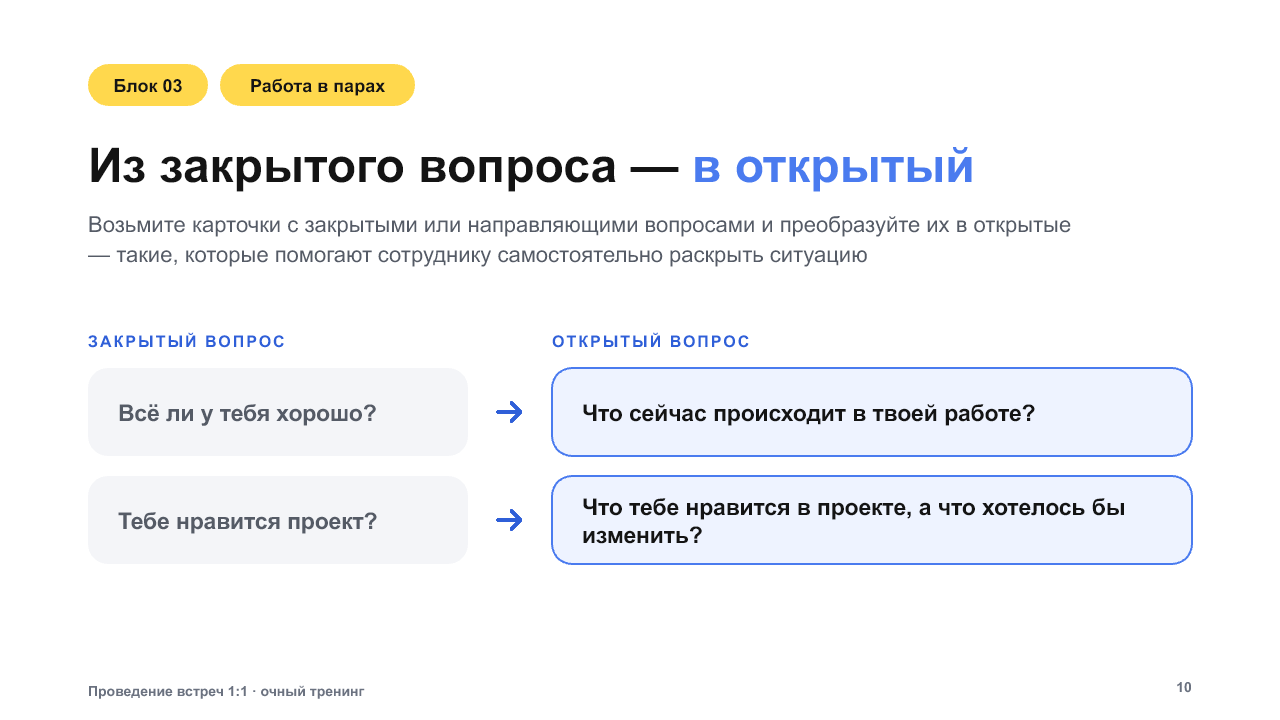 Блок 03
Работа в парах
Из закрытого вопроса — в открытый
Возьмите карточки с закрытыми или направляющими вопросами и преобразуйте их в открытые
— такие, которые помогают сотруднику самостоятельно раскрыть ситуацию
ЗАКРЫТЫЙ ВОПРОС
ОТКРЫТЫЙ ВОПРОС
Всё ли у тебя хорошо?
Что сейчас происходит в твоей работе?
Тебе нравится проект?
Что тебе нравится в проекте, а что хотелось бы
изменить?
Проведение встреч 1:1 · очный тренинг
10